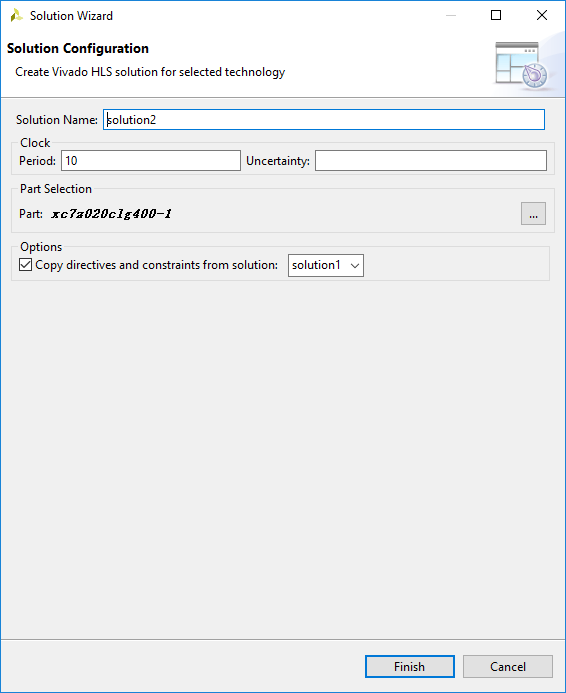 Solution Wizard
Solution Configuration
Create Vivado HLS solution for selected technology
Solution Name: solution2
Clock
Period: 10 Uncertainty:
Part Selection
Part: xc7z020clg400-1 ...
Options
Copy directives and constraints from solution: solution1
Finish Cancel